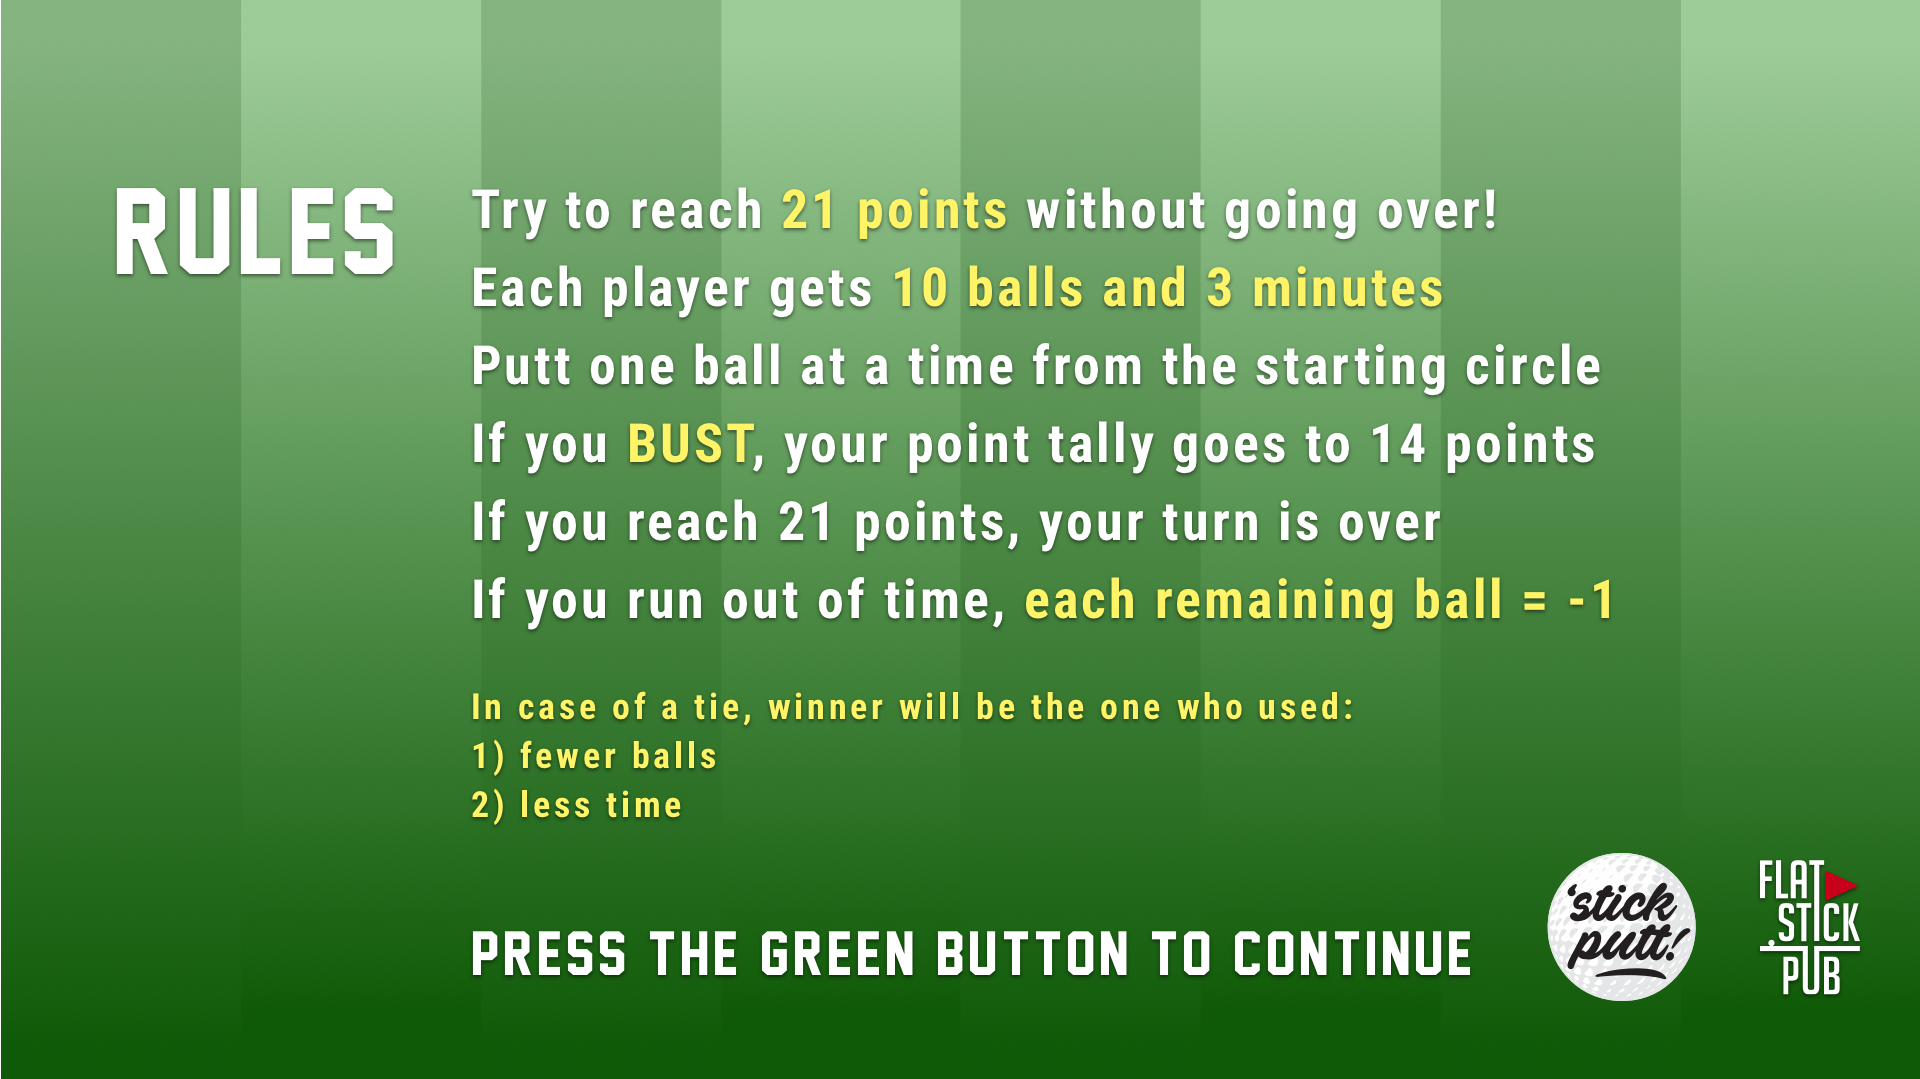 RULES
Try to reach 21 points without going over!
Each player gets 10 balls and 3 minutes
Putt one ball at a time from the starting circle
If you BUST, your point tally goes to 14 points
If you reach 21 points, your turn is over
If you run out of time, each remaining ball = -1
In case of a tie, winner will be the one who used:
1) fewer balls
2) less time
PRESS THE GREEN BUTTON TO CONTINUE
'stick
putt!
FLAT
STICK
PUB